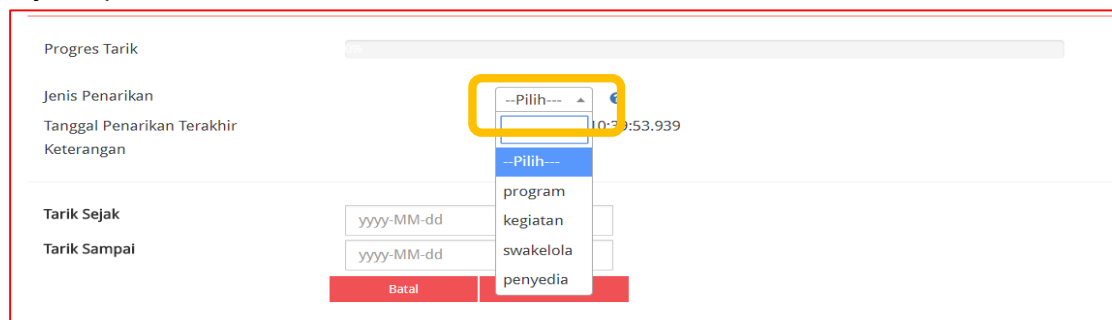 Progres Tarik 0%
Jenis Penarikan --Pilih---
Tanggal Penarikan Terakhir 10:39:53.939
Keterangan
--Pilih---
program
Tarik Sejak yyyy-MM-dd kegiatan
Tarik Sampai yyyy-MM-dd swakelola
Batal penyedia